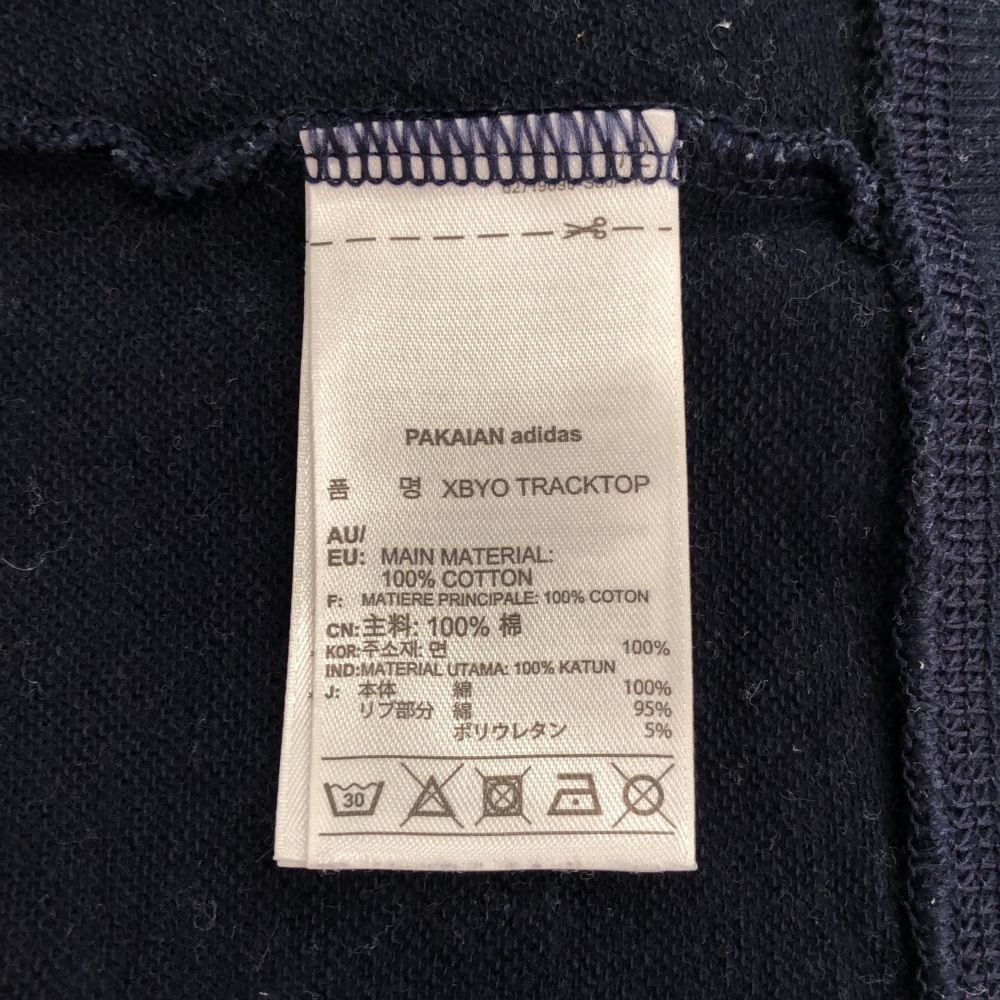 PAKAIAN adidas
품 명 XBYO TRACKTOP
AU/
EU: MAIN MATERIAL:
100% COTTON
F: MATIERE PRINCIPALE: 100% COTON
CN:主料: 100% 棉
KOR:주소재: 면 100%
IND:MATERIAL UTAMA: 100% KATUN
J: 本体 綿 100%
リブ部分 綿 95%
ポリウレタン 5%
30